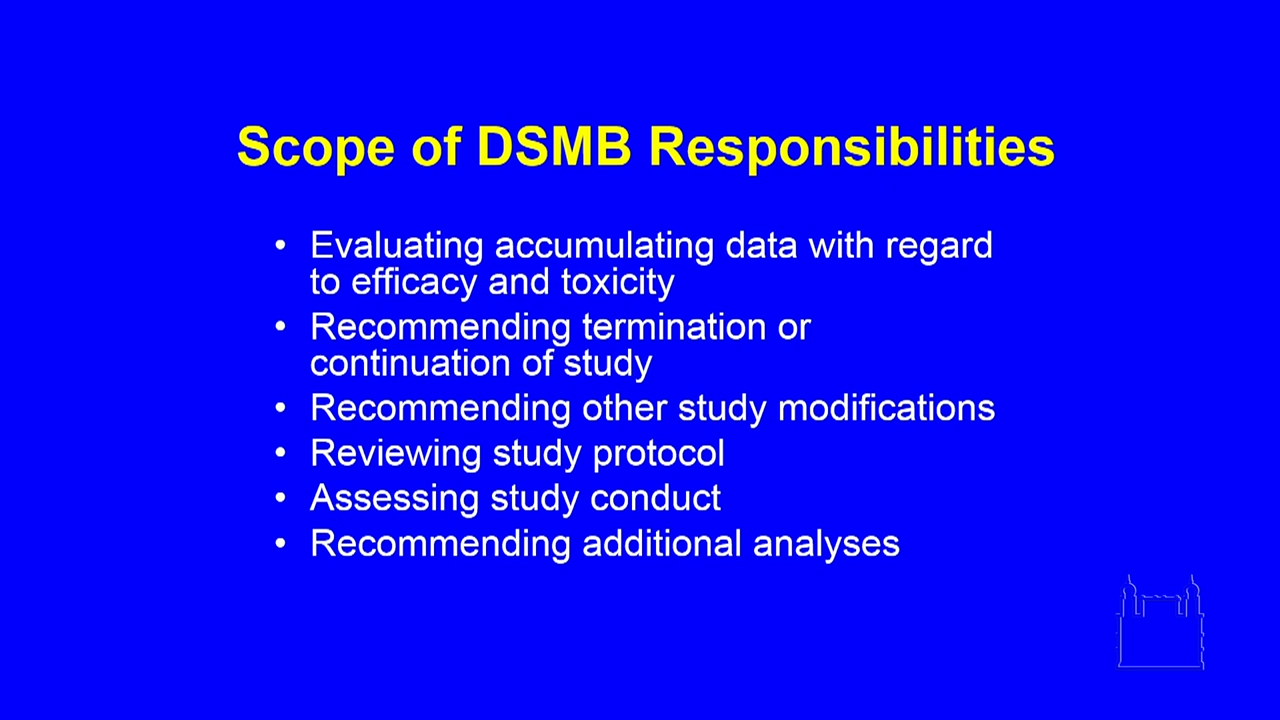 Scope of DSMB Responsibilities
• Evaluating accumulating data with regard
to efficacy and toxicity
• Recommending termination or
continuation of study
• Recommending other study modifications
• Reviewing study protocol
• Assessing study conduct
• Recommending additional analyses